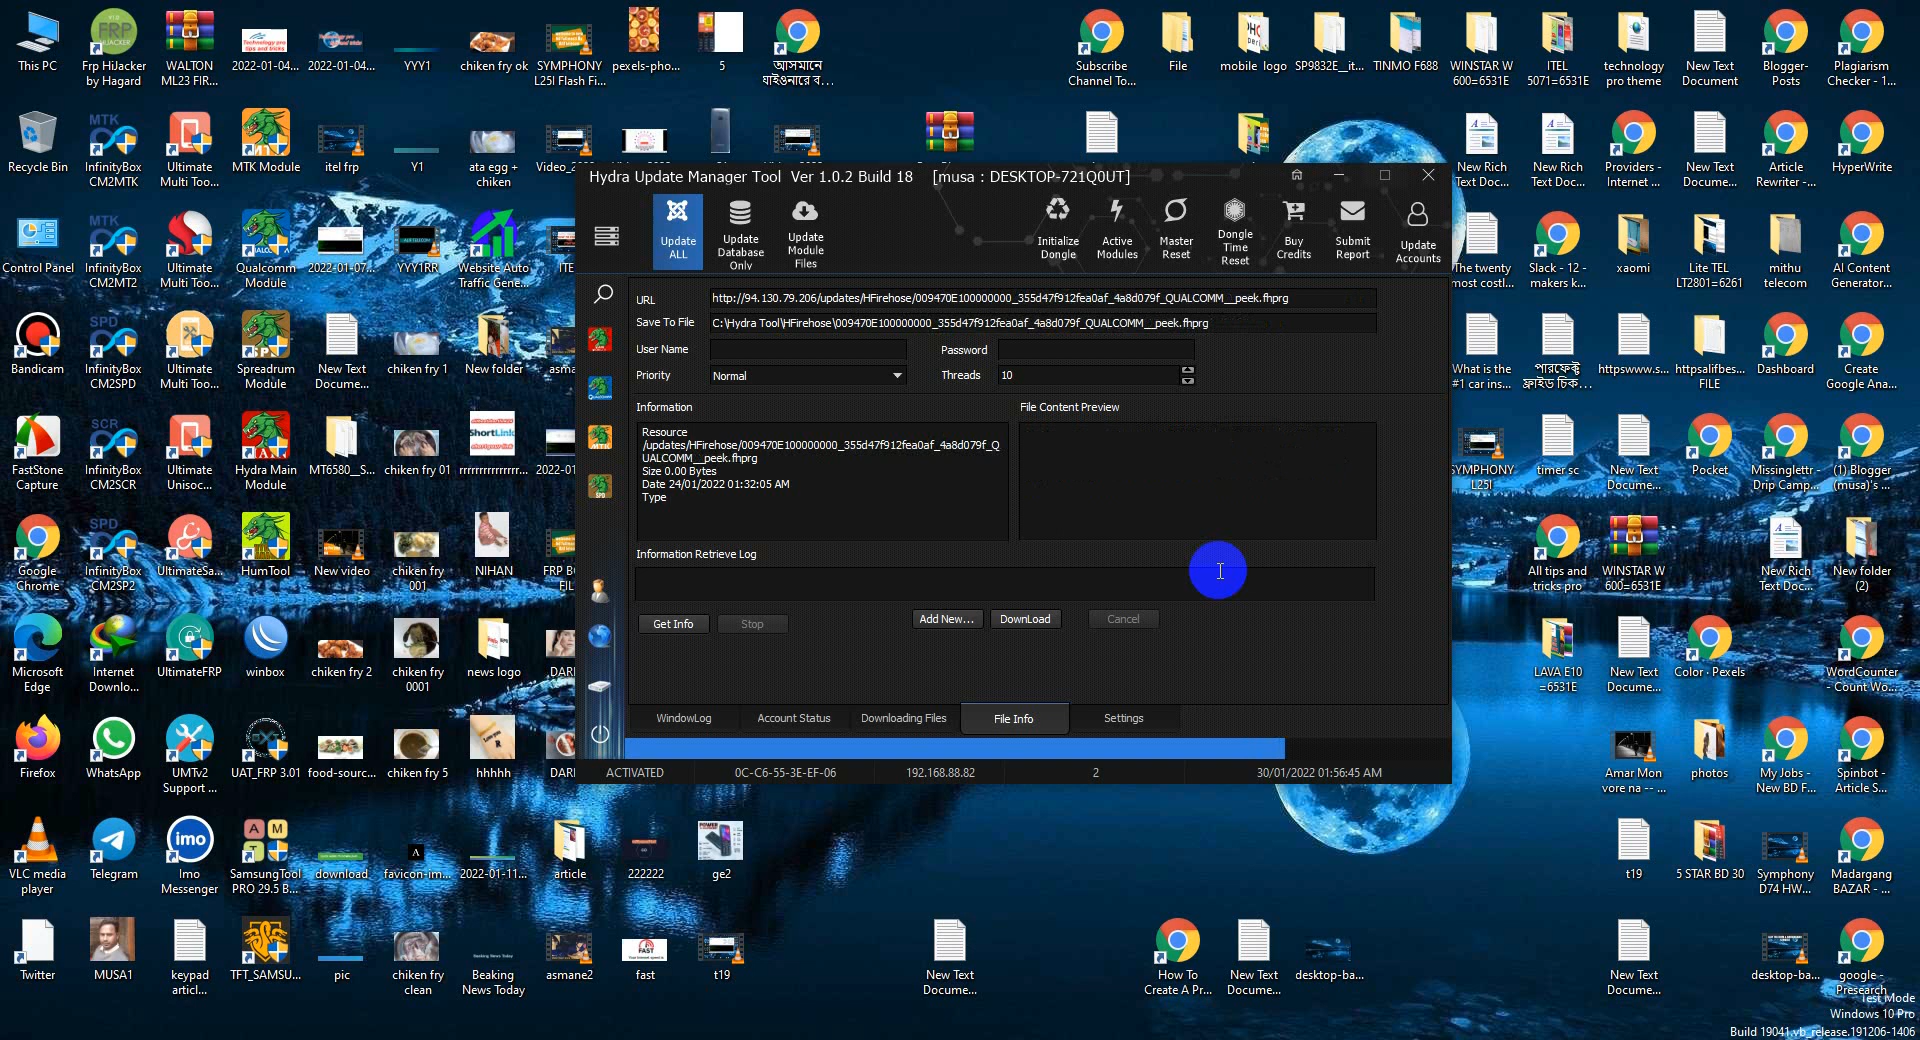 Hydra Update Manager Tool Ver 1.0.2 Build 18 [musa : DESKTOP-721Q0UT]
Update ALL
Update Database Only
Update Module Files
Initialize Dongle
Active Modules
Master Reset
Dongle Time Reset
Buy Credits
Submit Report
Update Accounts
URL
http://94.130.79.206/updates/HFirehose/009470E100000000_355d47f912fea0af_4a8d079f_QUALCOMM__peek.fhprg
Save To File
C:\Hydra Tool\HFirehose\009470E100000000_355d47f912fea0af_4a8d079f_QUALCOMM__peek.fhprg
User Name
Password
Priority
Normal
Threads
10
Information
File Content Preview
Resource
/updates/HFirehose/009470E100000000_355d47f912fea0af_4a8d079f_Q
UALCOMM__peek.fhprg
Size 0.00 Bytes
Date 24/01/2022 01:32:05 AM
Type
Information Retrieve Log
Get Info
Stop
Add New...
DownLoad
Cancel
WindowLog
Account Status
Downloading Files
File Info
Settings
ACTIVATED
0C-C6-55-3E-EF-06
192.168.88.82
2
30/01/2022 01:56:45 AM
This PC
Frp HiJacker
by Hagard
WALTON
ML23 FIR...
2022-01-04...
2022-01-04...
YYY1
chiken fry ok
SYMPHONY
L25I Flash Fi...
pexels-pho...
5
আসমানে
Subscribe
Channel To...
File
mobile logo
SP9832E__it...
TINMO F688
WINSTAR W
600=6531E
ITEL
5071=6531E
technology
pro theme
New Text
Document
Blogger-
Posts
Plagiarism
Checker - 1...
Recycle Bin
InfinityBox
CM2MTK
Ultimate
Multi Too...
MTK Module
itel frp
Y1
ata egg +
chiken
New Rich
Text Doc...
New Rich
Text Doc...
Providers -
Internet ...
New Text
Docume...
Article
Rewriter -...
HyperWrite
Control Panel
InfinityBox
CM2MT2
Ultimate
Multi Too...
Qualcomm
Module
2022-01-07...
YYY1RR
Website Auto
Traffic Gene...
The twenty
most costl...
Slack - 12 -
makers k...
xaomi
Lite TEL
LT2801=6261
mithu
telecom
AI Content
Generator...
Bandicam
InfinityBox
CM2SPD
Ultimate
Multi Too...
Spreadrum
Module
New Text
Docume...
chiken fry 1
New folder
What is the
#1 car ins...
পারফেক্ট
ফ্রাইড চিক...
httpswww.s...
httpsalifbes...
FILE
Dashboard
Create
Google Ana...
FastStone
Capture
InfinityBox
CM2SCR
Ultimate
Unisoc...
Hydra Main
Module
MT6580__S...
chiken fry 01
rrrrrrrrrrrrrrr...
2022-01
SYMPHONY
L25I
timer sc
New Text
Docume...
Pocket
Missinglettr -
Drip Camp...
(1) Blogger
(musa)'s ...
Google
Chrome
InfinityBox
CM2SP2
UltimateSa...
HumTool
New video
chiken fry
001
NIHAN
All tips and
tricks pro
WINSTAR W
600=6531E
New Rich
Text Doc...
New folder
(2)
Microsoft
Edge
Internet
Downlo...
UltimateFRP
winbox
chiken fry 2
chiken fry
0001
news logo
LAVA E10
=6531E
New Text
Docume...
Color · Pexels
WordCounter
- Count Wo...
Firefox
WhatsApp
UMTv2
Support ...
UAT_FRP 3.01
food-sourc...
chiken fry 5
hhhhh
Amar Mon
vore na -- ...
photos
My Jobs -
New BD F...
Spinbot -
Article S...
VLC media
player
Telegram
Imo
Messenger
SamsungTool
PRO 29.5 B...
download
favicon-im...
2022-01-11...
article
222222
ge2
t19
5 STAR BD 30
Symphony
D74 HW...
Madargang
BAZAR - ...
Twitter
MUSA1
keypad
articl...
TFT_SAMSU...
pic
chiken fry
clean
Beaking
News Today
asmane2
fast
t19
New Text
Docume...
How To
Create A Pr...
New Text
Docume...
desktop-ba...
New Text
Docume...
desktop-ba...
google -
Presearch
Test Mode
Windows 10 Pro
Build 19041.vb_release.191206-1406